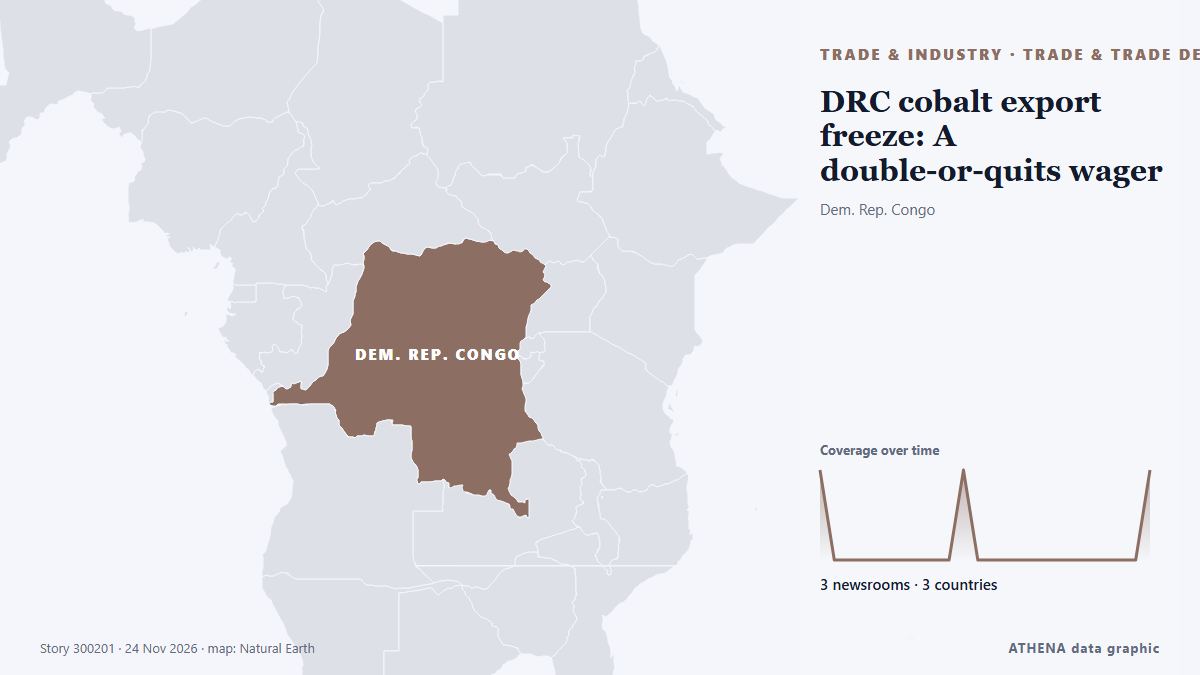 TRADE & INDUSTRY · TRADE & TRADE DE
DRC cobalt export
freeze: A
double-or-quits wager
Dem. Rep. Congo
DEM. REP. CONGO
Coverage over time
3 newsrooms · 3 countries
Story 300201 · 24 Nov 2026 · map: Natural Earth
ATHENA data graphic